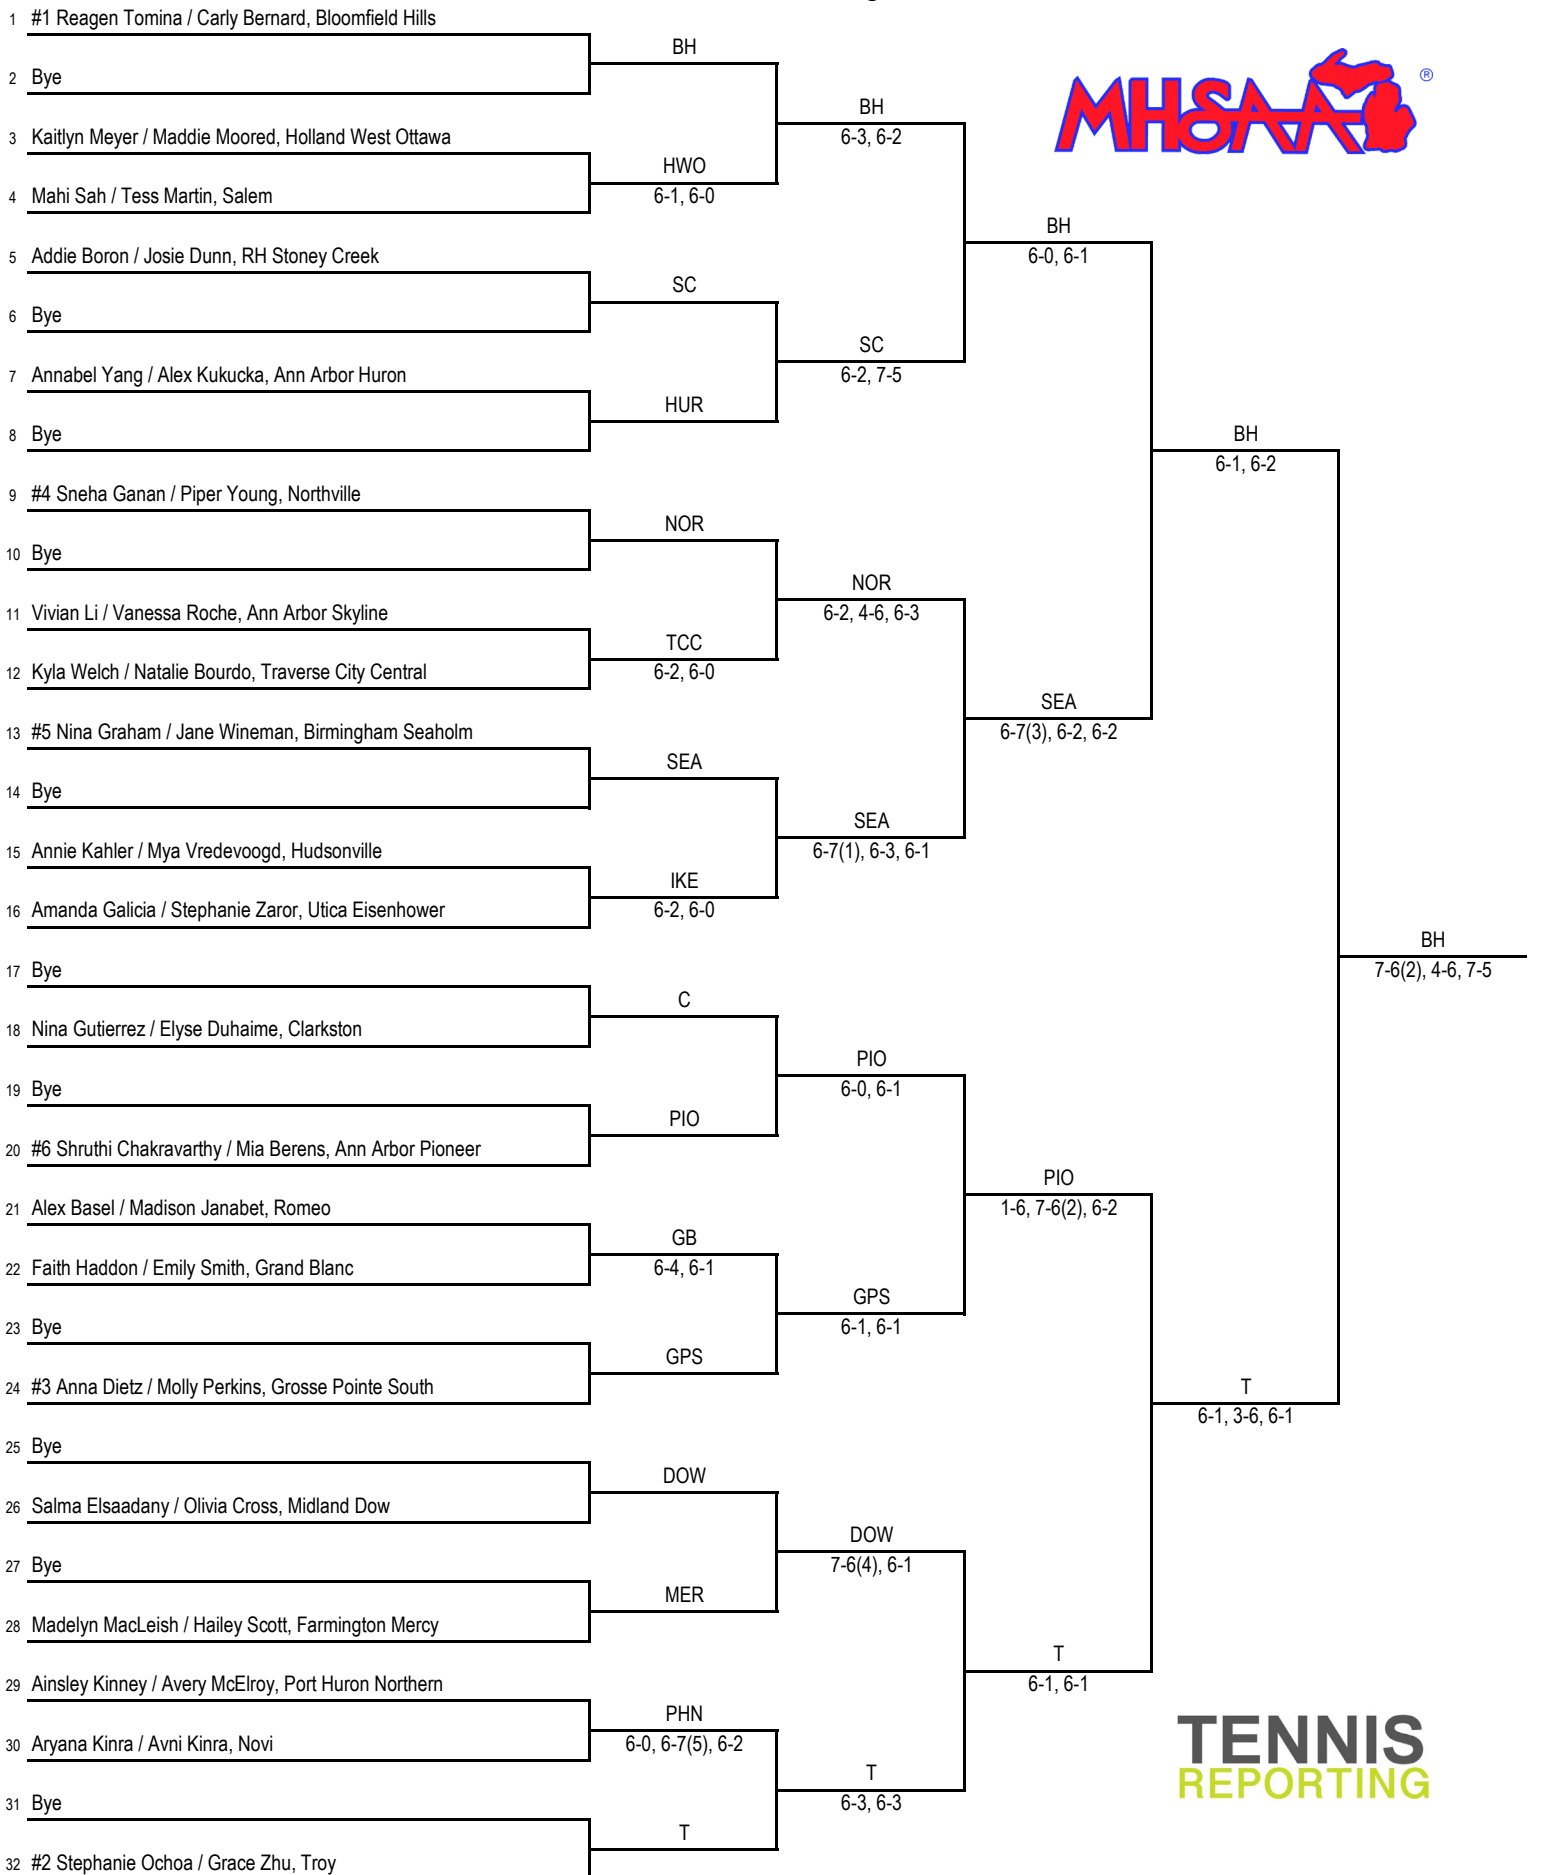 1 #1 Reagen Tomina / Carly Bernard, Bloomfield Hills
BH
2 Bye
MHSAA ®
BH
3 Kaitlyn Meyer / Maddie Moored, Holland West Ottawa
6-3, 6-2
HWO
4 Mahi Sah / Tess Martin, Salem
6-1, 6-0
BH
5 Addie Boron / Josie Dunn, RH Stoney Creek
6-0, 6-1
SC
6 Bye
SC
7 Annabel Yang / Alex Kukucka, Ann Arbor Huron
6-2, 7-5
HUR
8 Bye
BH
6-1, 6-2
9 #4 Sneha Ganan / Piper Young, Northville
NOR
10 Bye
NOR
11 Vivian Li / Vanessa Roche, Ann Arbor Skyline
6-2, 4-6, 6-3
TCC
12 Kyla Welch / Natalie Bourdo, Traverse City Central
6-2, 6-0
SEA
13 #5 Nina Graham / Jane Wineman, Birmingham Seaholm
6-7(3), 6-2, 6-2
SEA
14 Bye
SEA
15 Annie Kahler / Mya Vredevoogd, Hudsonville
6-7(1), 6-3, 6-1
IKE
16 Amanda Galicia / Stephanie Zaror, Utica Eisenhower
6-2, 6-0
BH
17 Bye
7-6(2), 4-6, 7-5
C
18 Nina Gutierrez / Elyse Duhaime, Clarkston
PIO
19 Bye
6-0, 6-1
PIO
20 #6 Shruthi Chakravarthy / Mia Berens, Ann Arbor Pioneer
PIO
21 Alex Basel / Madison Janabet, Romeo
1-6, 7-6(2), 6-2
GB
22 Faith Haddon / Emily Smith, Grand Blanc
6-4, 6-1
GPS
23 Bye
6-1, 6-1
GPS
24 #3 Anna Dietz / Molly Perkins, Grosse Pointe South
T
6-1, 3-6, 6-1
25 Bye
DOW
26 Salma Elsaadany / Olivia Cross, Midland Dow
DOW
27 Bye
7-6(4), 6-1
MER
28 Madelyn MacLeish / Hailey Scott, Farmington Mercy
T
29 Ainsley Kinney / Avery McElroy, Port Huron Northern
6-1, 6-1
PHN
30 Aryana Kinra / Avni Kinra, Novi
6-0, 6-7(5), 6-2
TENNIS
REPORTING
T
31 Bye
6-3, 6-3
T
32 #2 Stephanie Ochoa / Grace Zhu, Troy